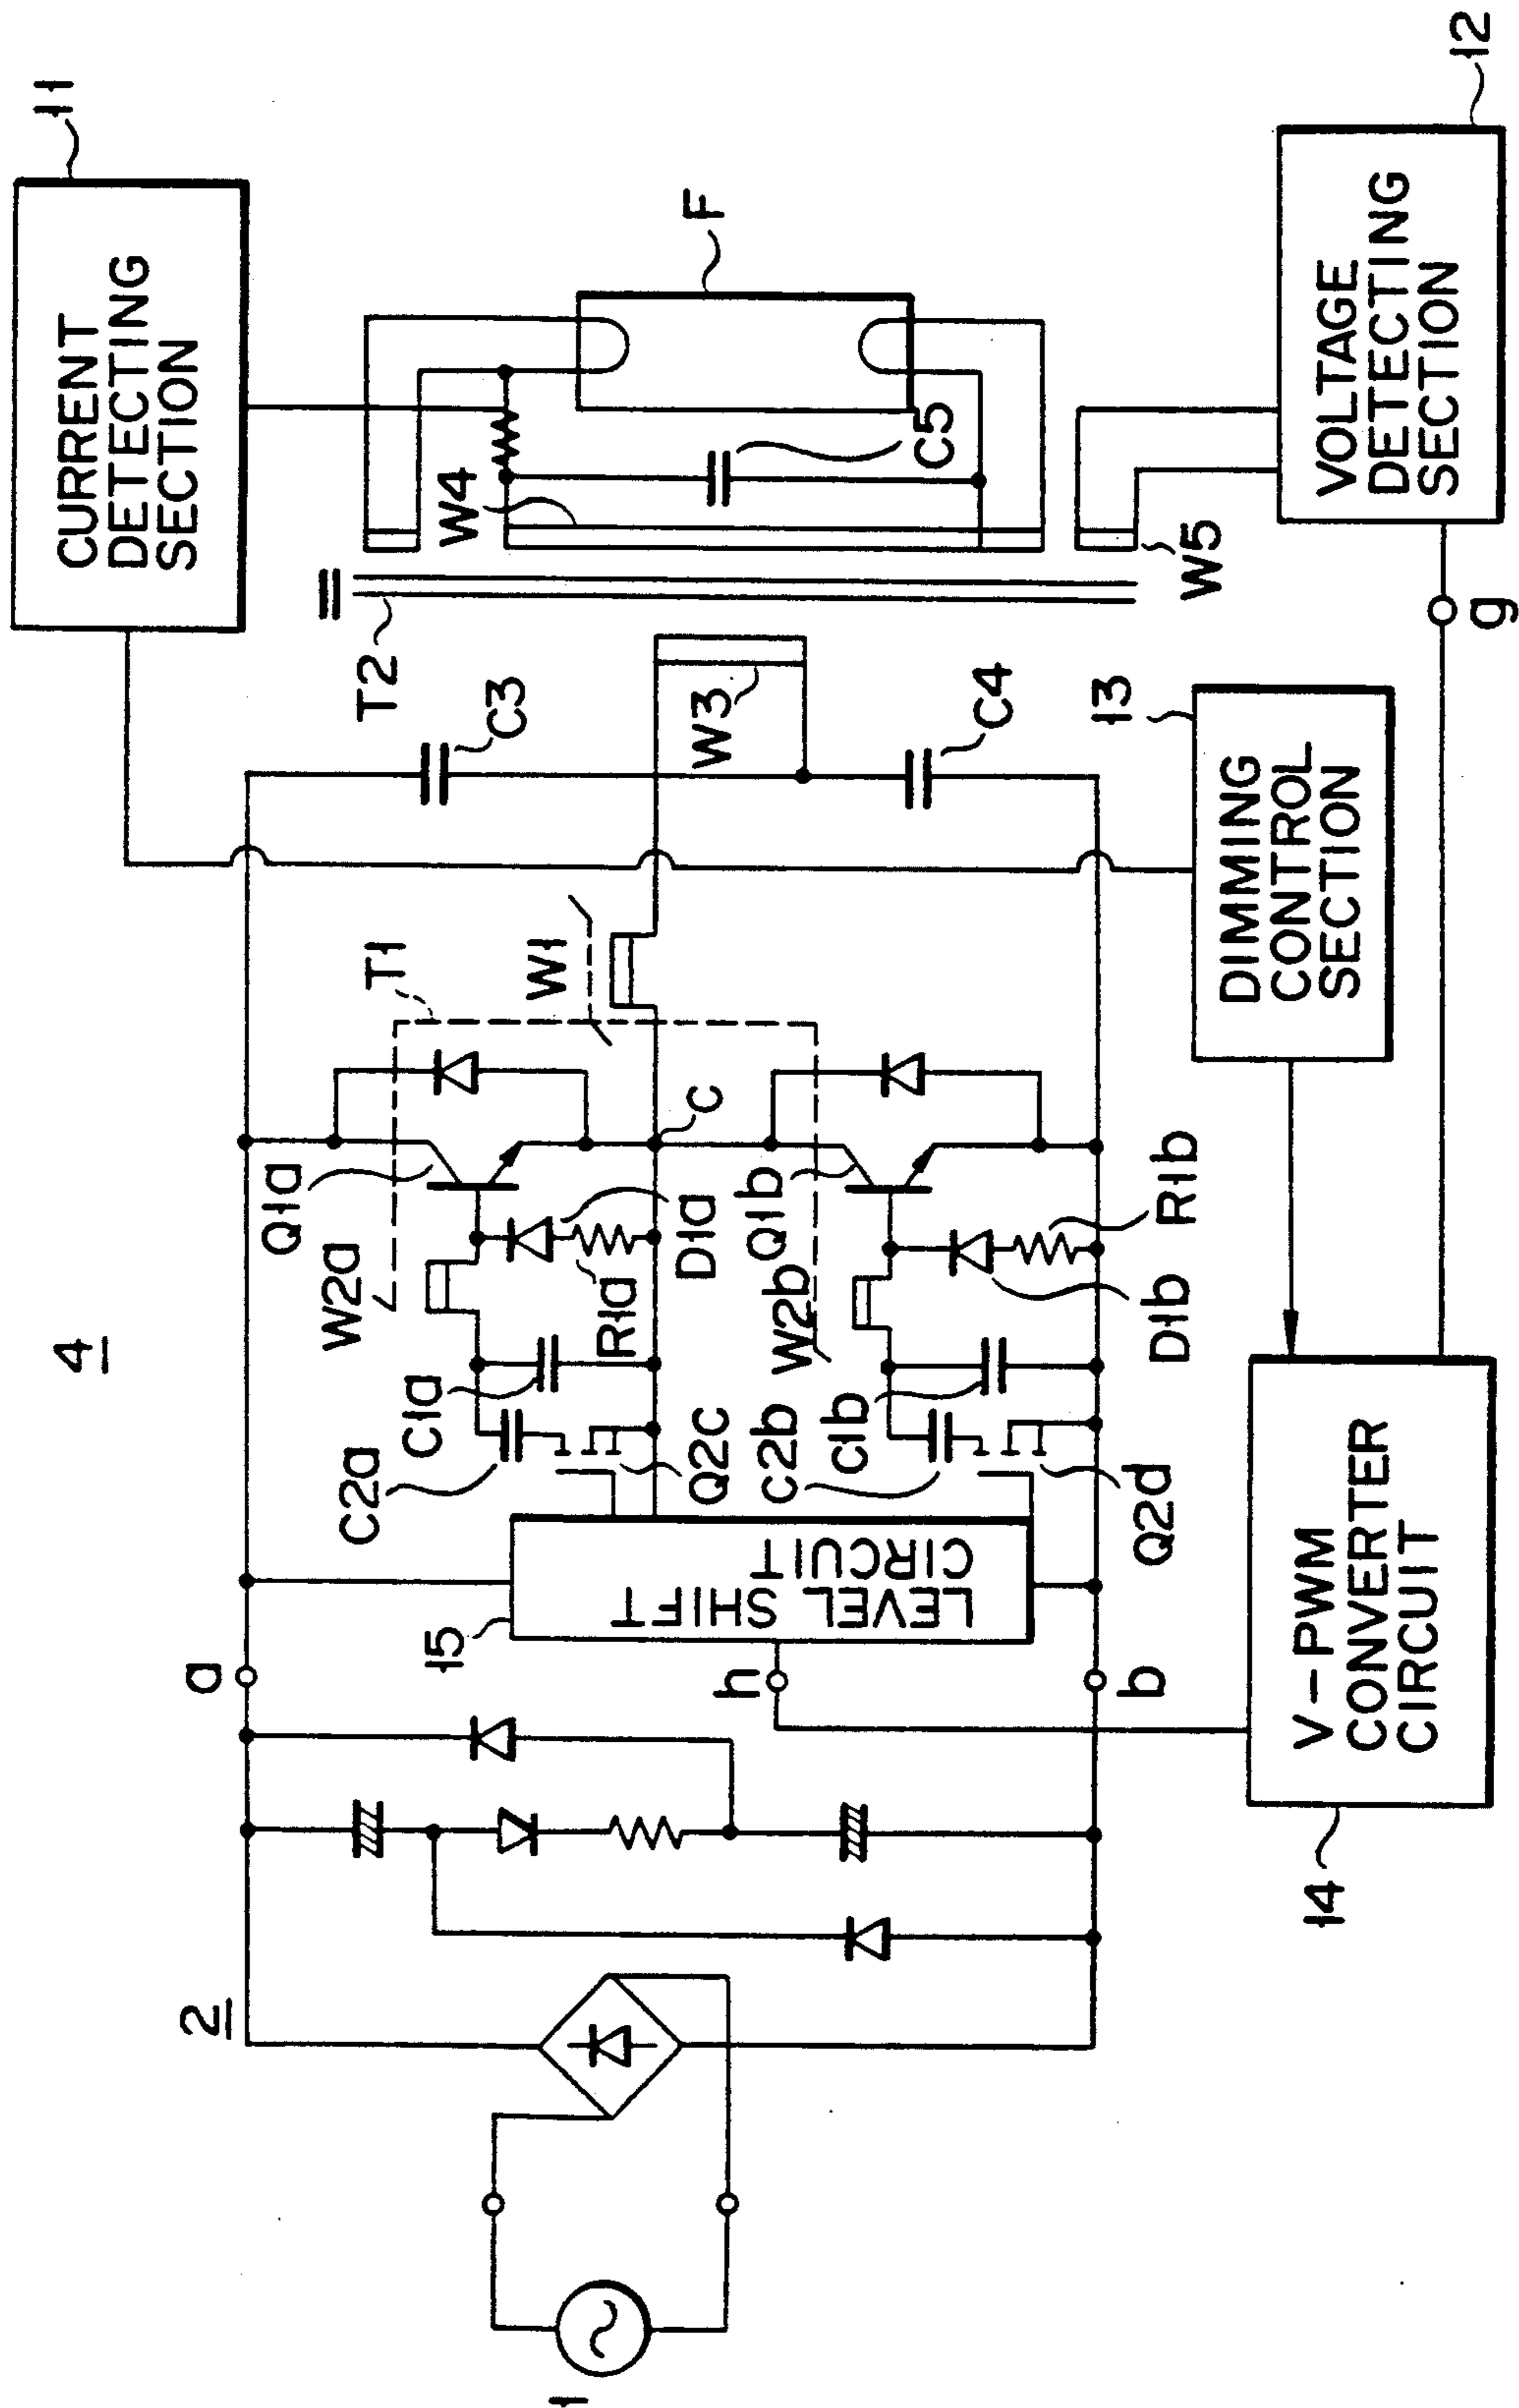 4
11
CURRENT
DETECTING
SECTION
2
a
Q1a
T1
W2a
C1a
C2a
R1a
D1a
W1
C3
T2
W4
F
C5
15
LEVEL SHIFT
CIRCUIT
c
Q2c
W3
1
h
C2b
C1b
W2b
Q1b
C4
W5
b
Q2d
D1b
R1b
13
DIMMING
CONTROL
SECTION
VOLTAGE
DETECTING
SECTION
12
14
V-PWM
CONVERTER
CIRCUIT
g